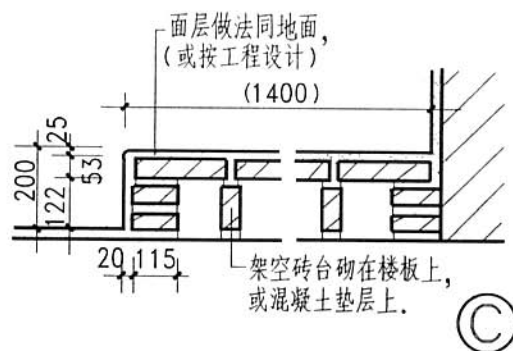 面层做法同地面,
(或按工程设计)
(1400)
25
200
53
122
20 115
架空砖台砌在楼板上,
或混凝土垫层上.
C